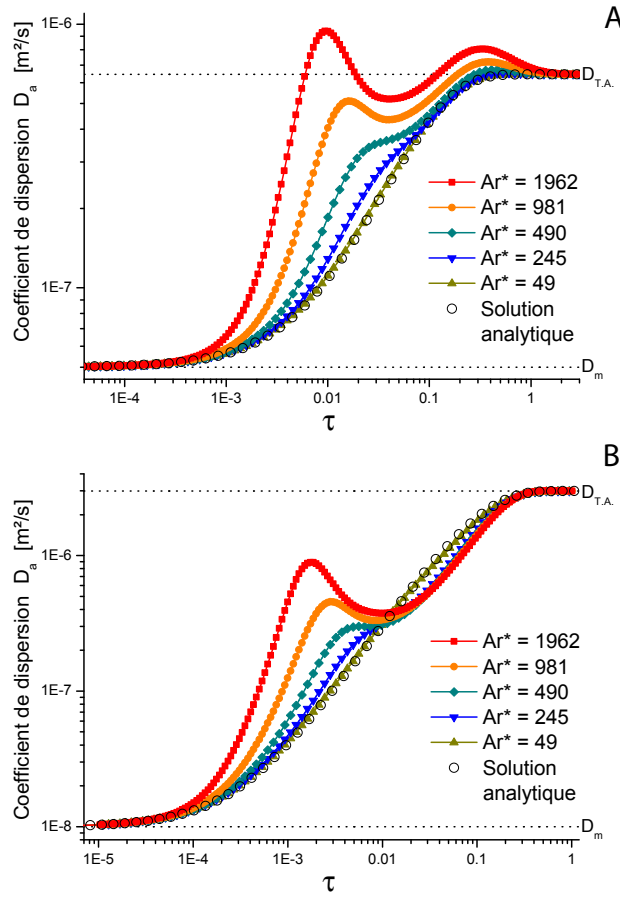 A
Coefficient de dispersion Dₐ [m²/s]
1E-6
1E-7
D_T.A.
D_m
Ar* = 1962
Ar* = 981
Ar* = 490
Ar* = 245
Ar* = 49
Solution
analytique
1E-4 1E-3 0.01 0.1 1
τ
B
Coefficient de dispersion Dₐ [m²/s]
1E-6
1E-7
1E-8
D_T.A.
D_m
Ar* = 1962
Ar* = 981
Ar* = 490
Ar* = 245
Ar* = 49
Solution
analytique
1E-5 1E-4 1E-3 0.01 0.1 1
τ